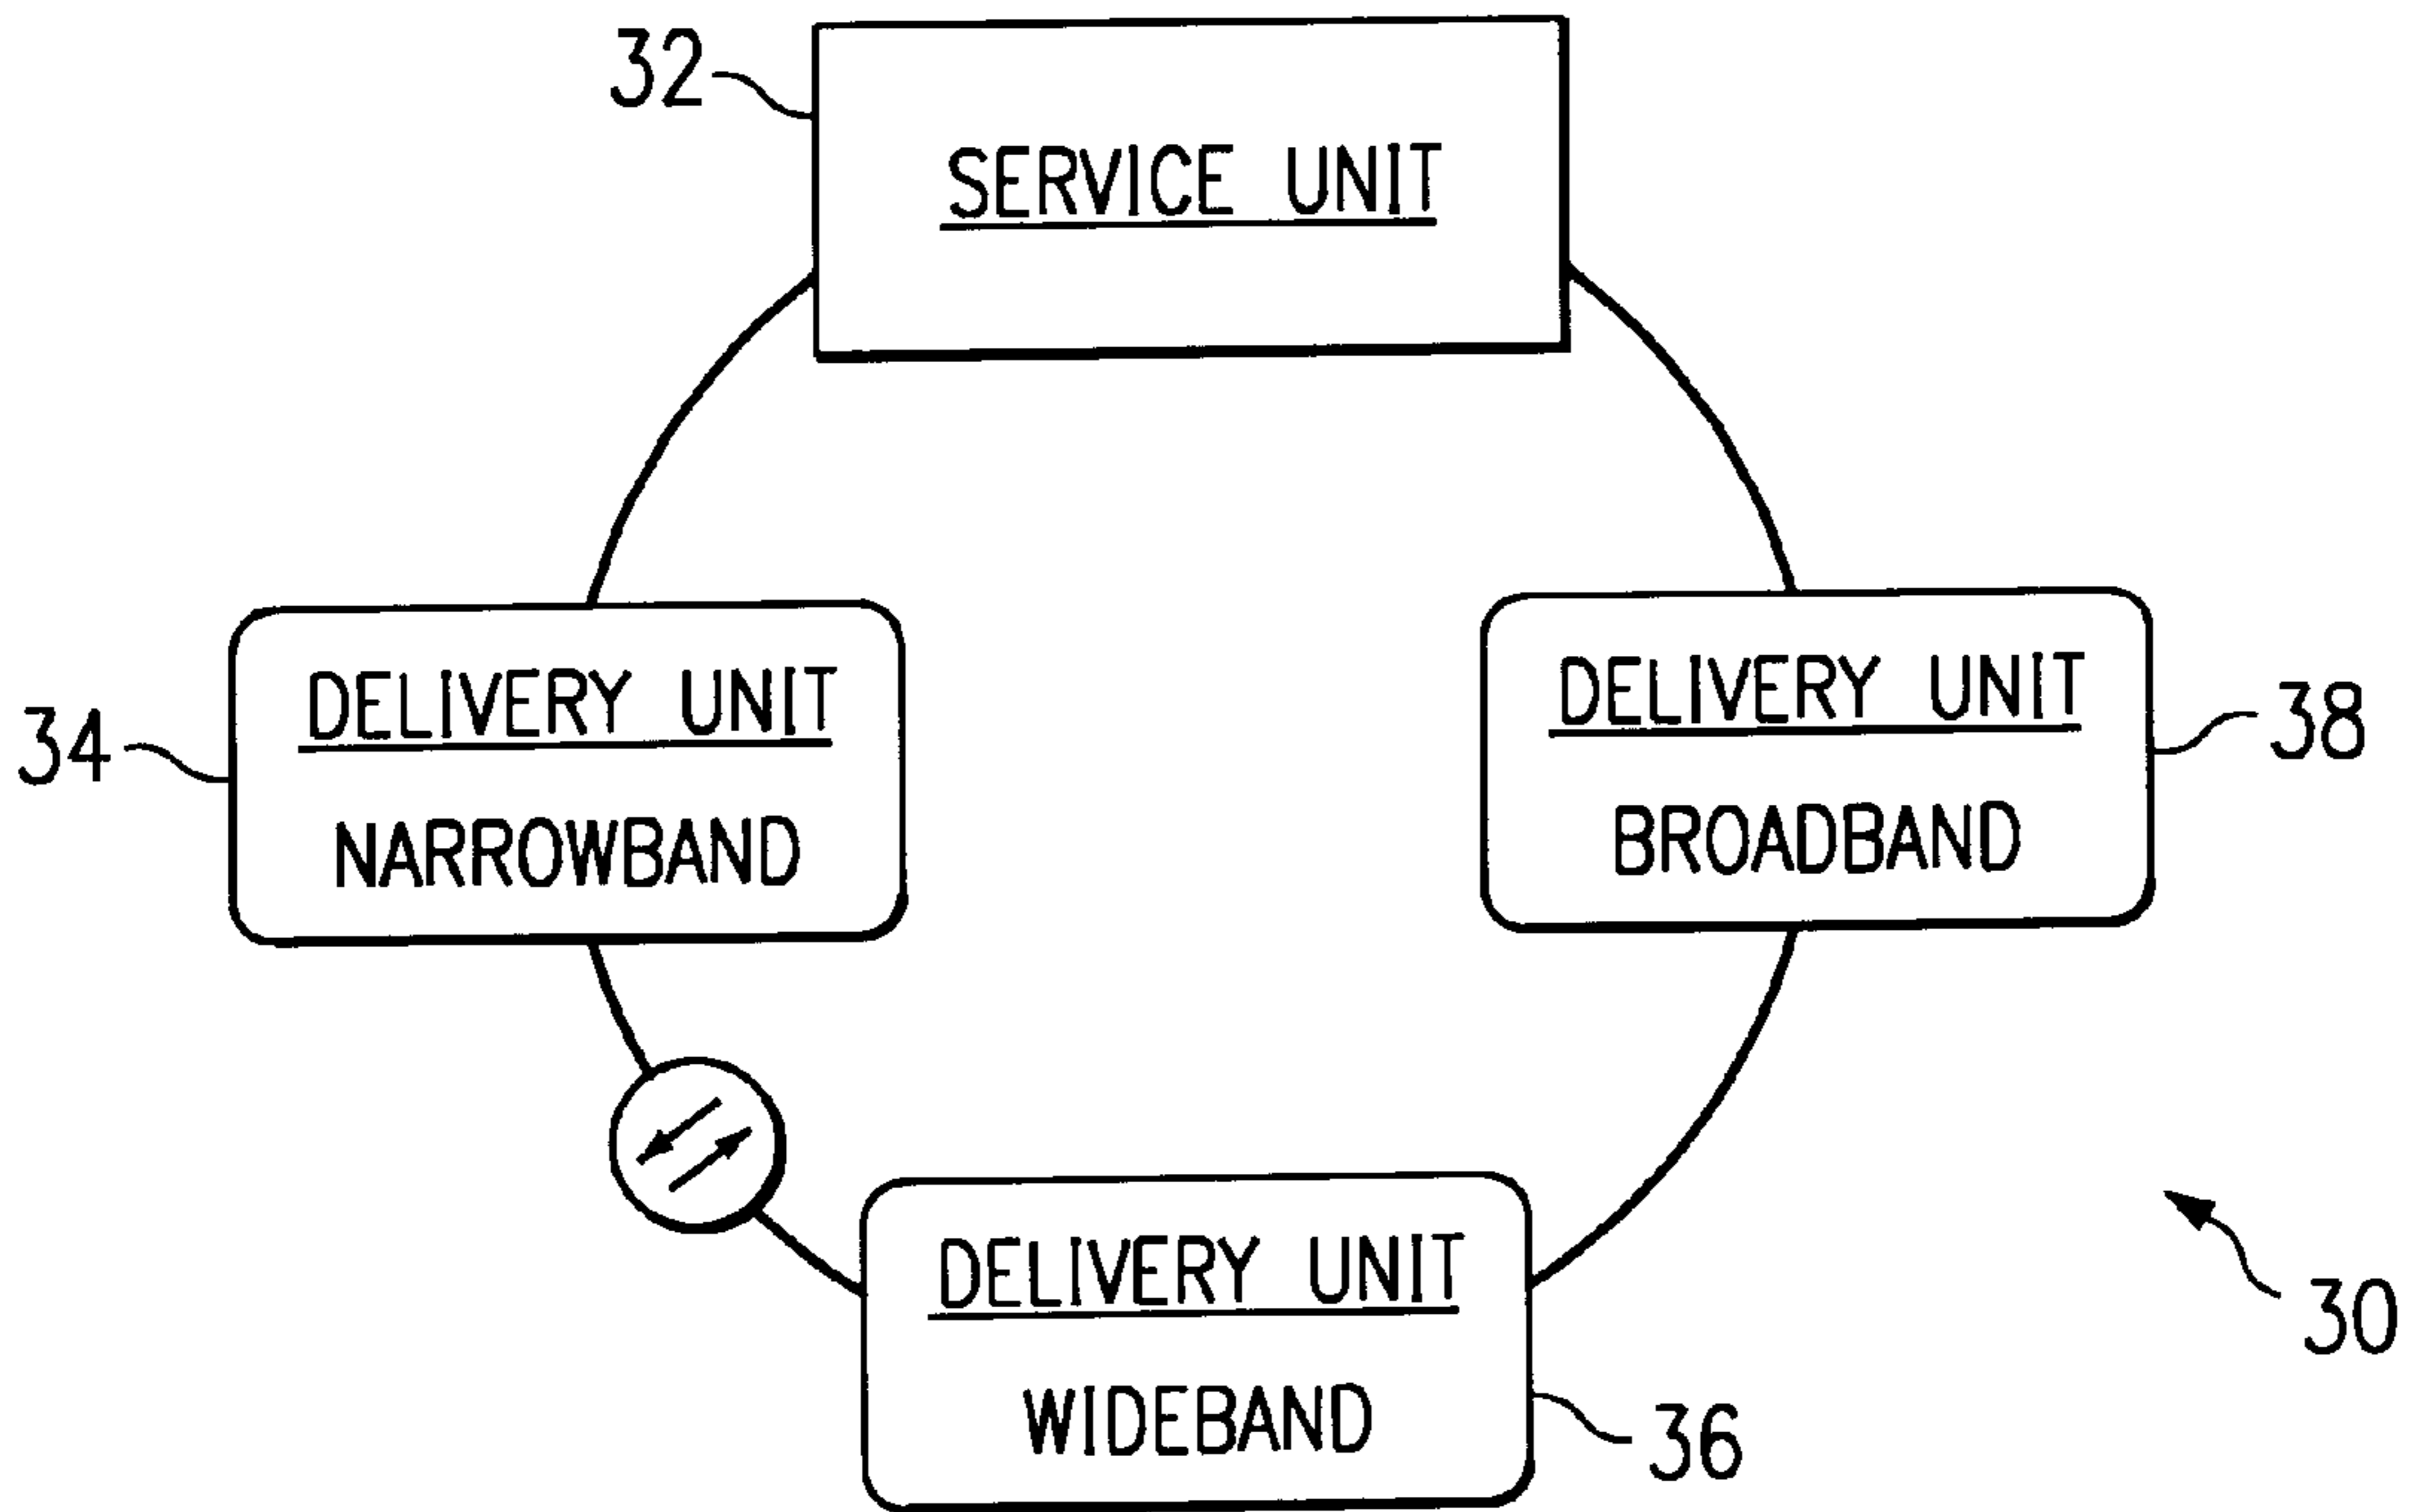 32
SERVICE UNIT
DELIVERY UNIT
NARROWBAND
34
DELIVERY UNIT
BROADBAND
38
DELIVERY UNIT
WIDEBAND
36
30